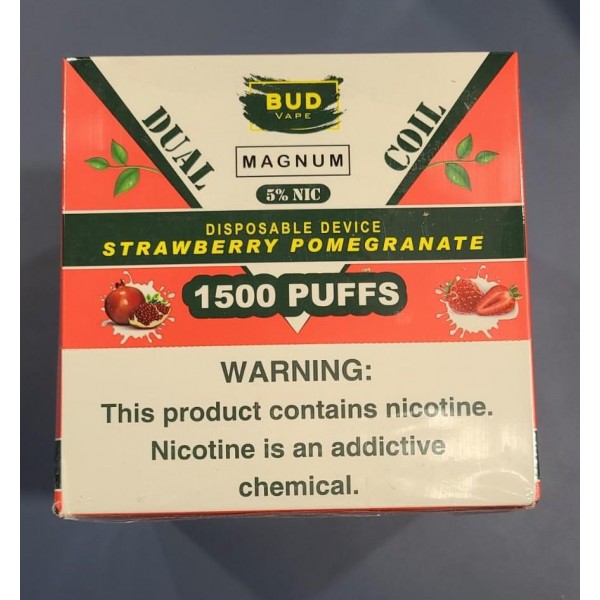 BUD
VAPE
DUAL
COIL
MAGNUM
5% NIC
DISPOSABLE DEVICE
STRAWBERRY POMEGRANATE
1500 PUFFS
WARNING:
This product contains nicotine.
Nicotine is an addictive
chemical.